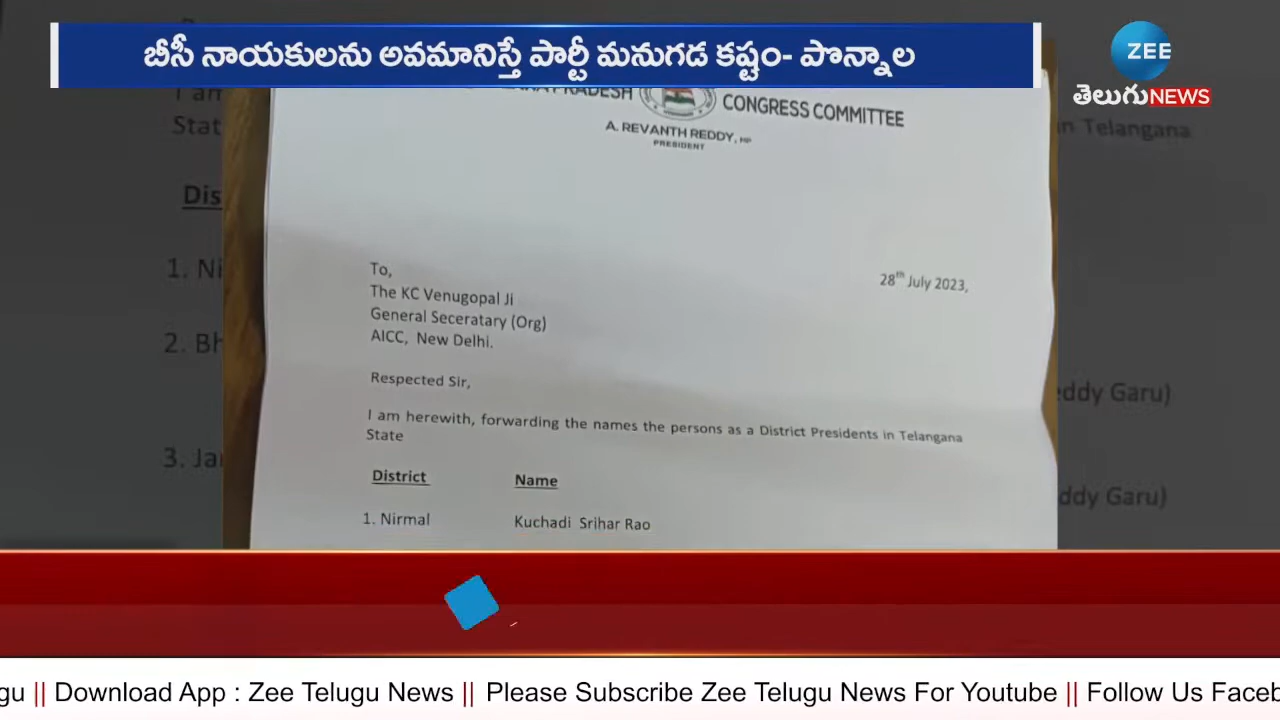 బీసీ నాయకులను అవమానిస్తే పార్టీ మనుగడ కష్టం- పొన్నాల
ZEE
తెలుగు NEWS
CONGRESS COMMITTEE
A. REVANTH REDDY, MP
PRESIDENT
28th July 2023,
To,
The KC Venugopal Ji
General Seceratary (Org)
AICC, New Delhi.
Respected Sir,
I am herewith, forwarding the names the persons as a District Presidents in Telangana
State
District Name
1. Nirmal Kuchadi Srihar Rao
I am
Stat
in Telangana
Dis
1. Ni
2. Bh
eddy Garu)
3. Ja
ddy Garu)
gu || Download App : Zee Telugu News || Please Subscribe Zee Telugu News For Youtube || Follow Us Faceb